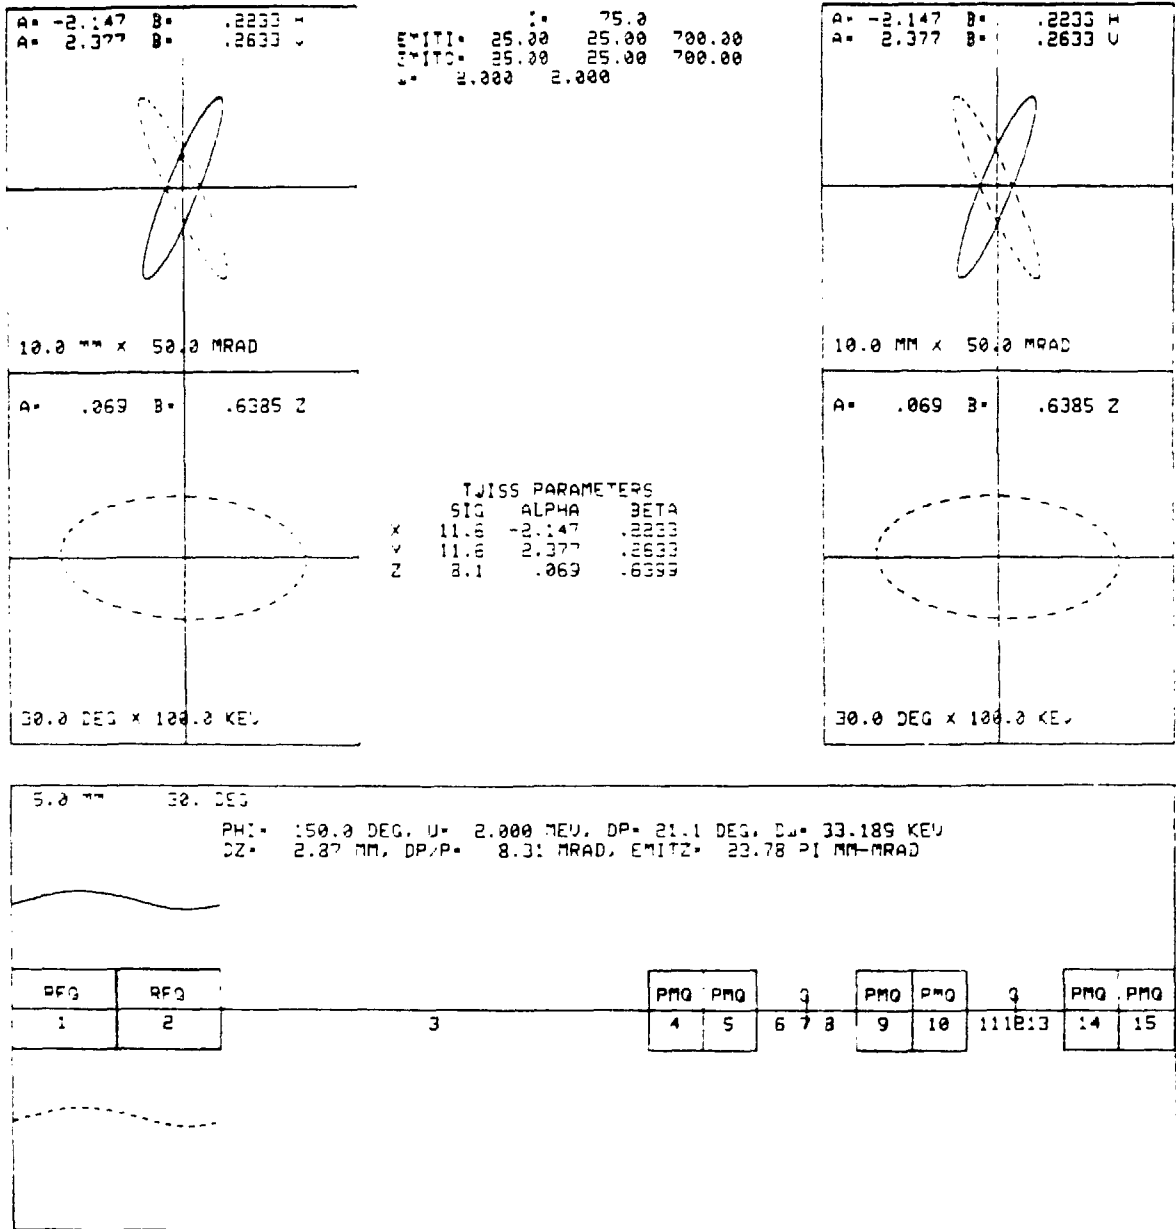 A= -2.147 B= .2233 H
A= 2.377 B= .2633 V
10.0 MM X 50.0 MRAD
A= .069 B= .6385 Z
30.0 DEG X 100.0 KEV
I= 75.0
EMITI= 25.00 25.00 700.00
EMITO= 25.00 25.00 700.00
W= 2.000 2.000
TWISS PARAMETERS
SIG ALPHA BETA
X 11.6 -2.147 .2233
Y 11.6 2.377 .2633
Z 8.1 .069 .6399
A= -2.147 B= .2233 H
A= 2.377 B= .2633 V
10.0 MM X 50.0 MRAD
A= .069 B= .6385 Z
30.0 DEG X 100.0 KEV
5.0 MM 30. DEG
PHI= 150.0 DEG, W= 2.000 MEV, DP= 21.1 DEG, DW= 33.189 KEV
DZ= 2.87 MM, DP/P= 8.31 MRAD, EMITZ= 23.78 PI MM-MRAD
RFQ RFQ PMQ PMQ G PMQ PMQ G PMQ PMQ
1 2 3 4 5 6 7 8 9 10 11 12 13 14 15